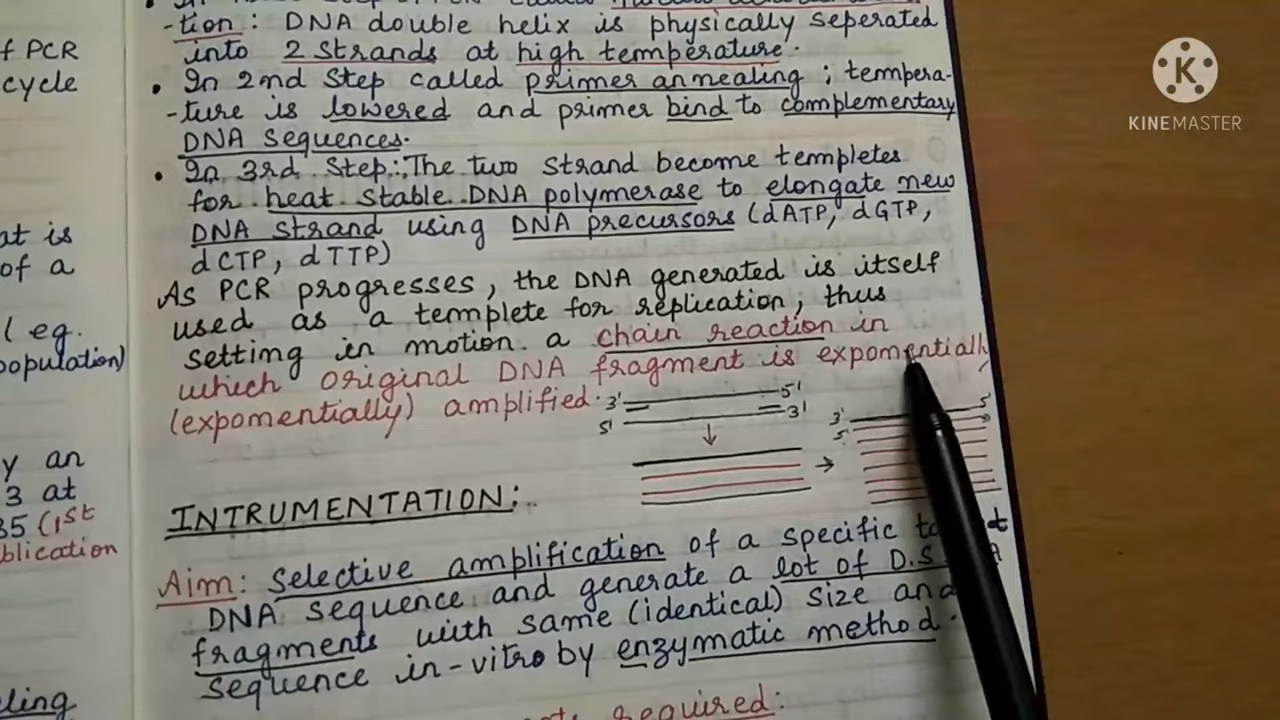 f PCR
cycle
at is
of a
( eg.
population)
y an
3 at
85 (1st
blication
eling
-tion : DNA double helix is physically seperated
into 2 strands at high temperature.
• In 2nd Step called primer annealing ; tempera-
-ture is lowered and primer bind to complementary
DNA sequences.
• In 3rd Step: The two strand become templetes
for heat stable DNA polymerase to elongate new
DNA strand using DNA precursors (dATP, dGTP,
dCTP, dTTP)
As PCR progresses, the DNA generated is itself
used as a templete for replication, thus
setting in motion a chain reaction in
which original DNA fragment is expomentially
(expomentially) amplified.
3' 5'
5' 3'
3' 5'
5'
INTRUMENTATION:
Aim: Selective amplification of a specific
DNA sequence and generate a lot of D.S
fragments with same (identical) size and
sequence in-vitro by enzymatic method.
required:
KINEMASTER